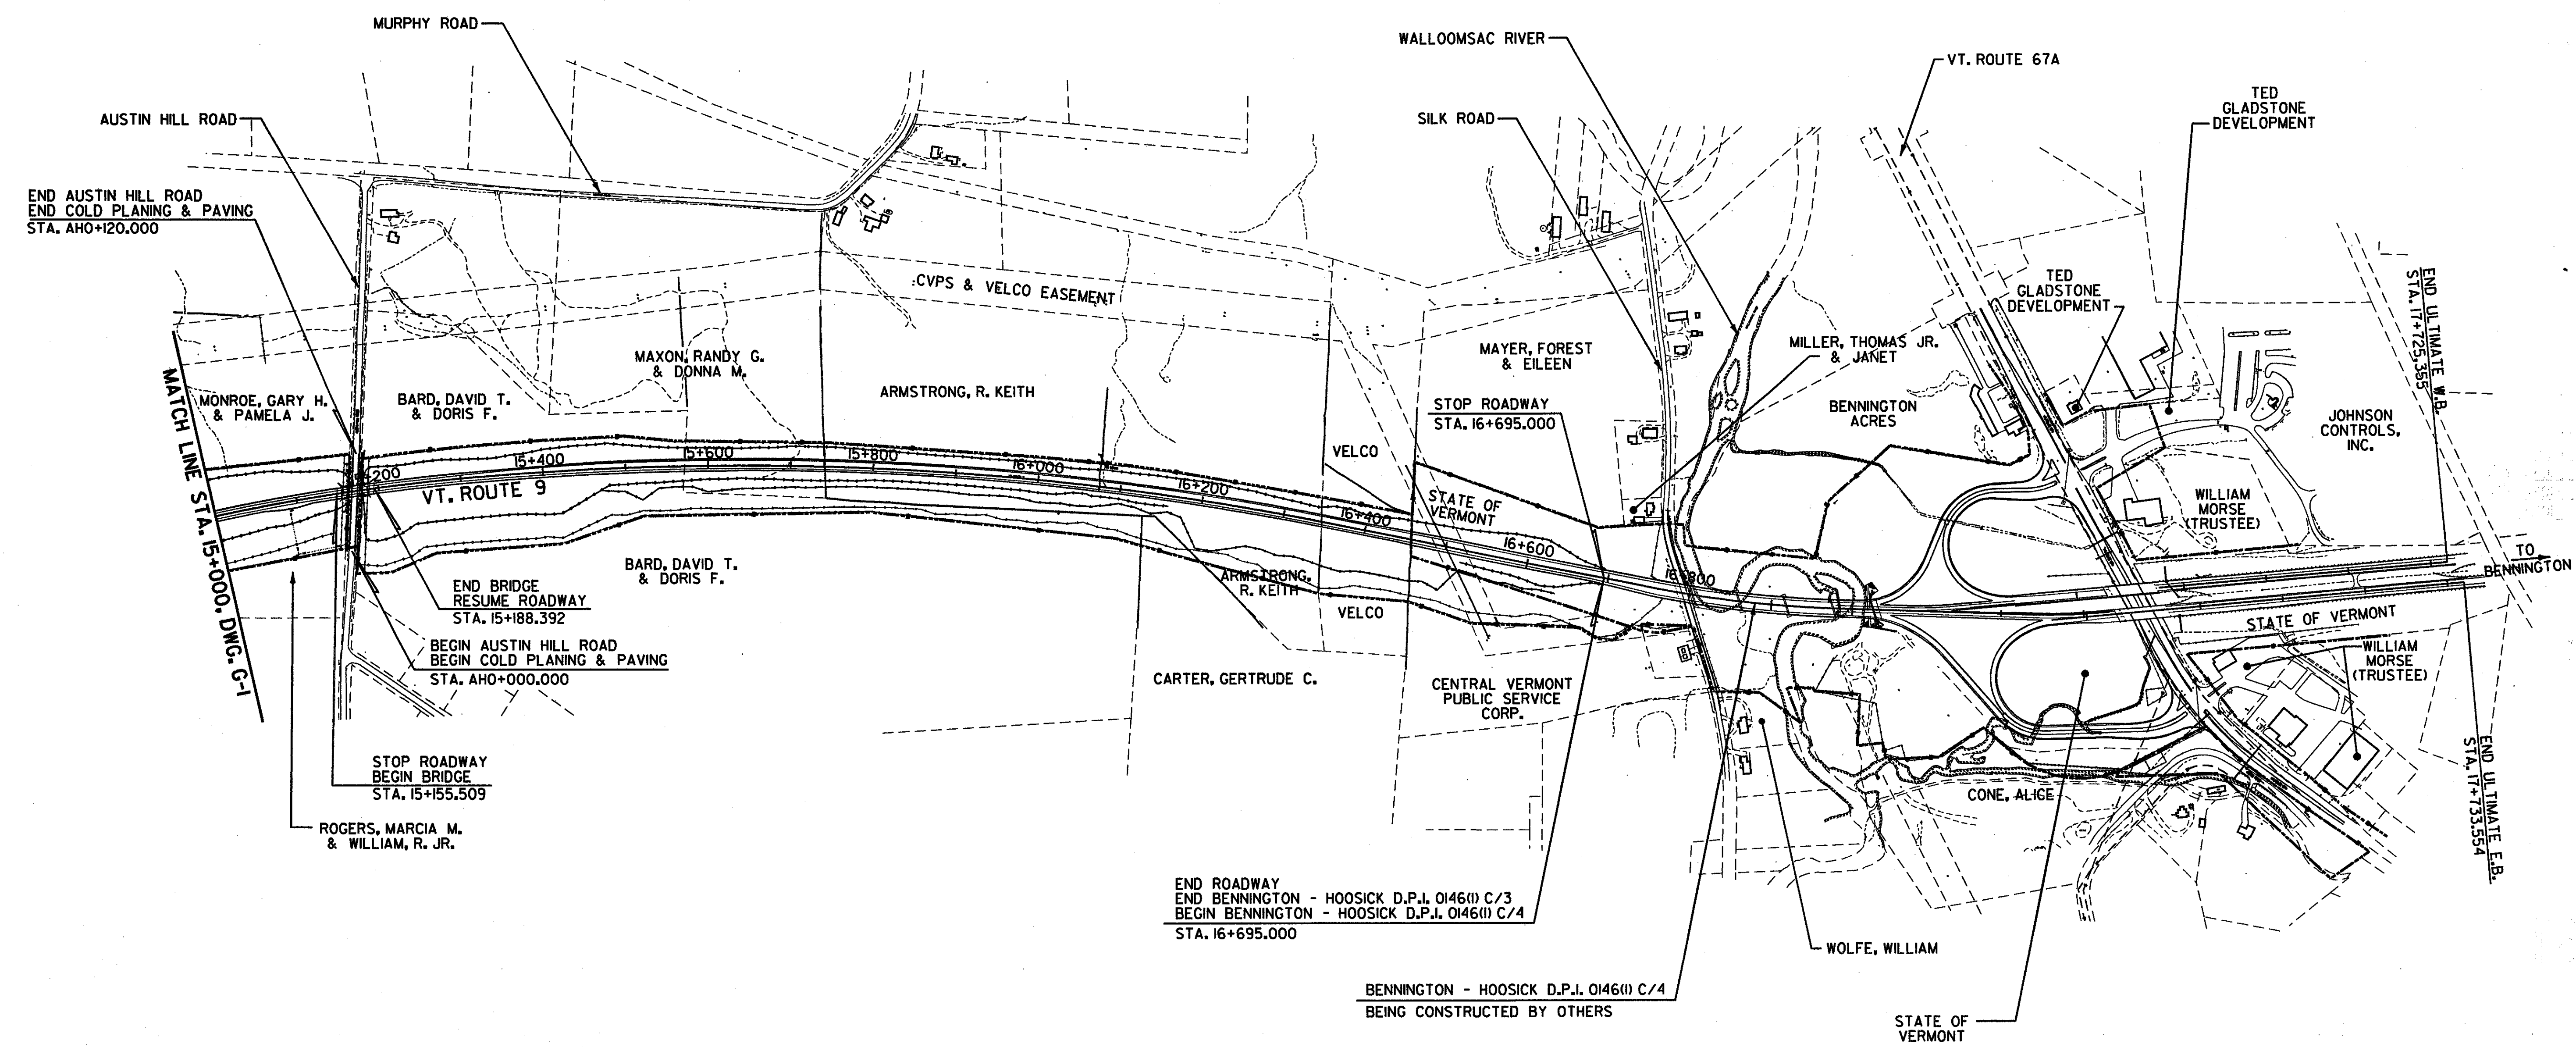 MURPHY ROAD
WALLOOMSAC RIVER
VT. ROUTE 67A
TED
GLADSTONE
DEVELOPMENT
AUSTIN HILL ROAD
SILK ROAD
END AUSTIN HILL ROAD
END COLD PLANING & PAVING
STA. AHO+120.000
CVPS & VELCO EASEMENT
TED
GLADSTONE
DEVELOPMENT
END ULTIMATE W.B.
STA. 17+725.355
MATCH LINE STA. 15+000, DWG. G-1
MONROE, GARY H.
& PAMELA J.
BARD, DAVID T.
& DORIS F.
MAXON, RANDY G.
& DONNA M.
ARMSTRONG, R. KEITH
MAYER, FOREST
& EILEEN
MILLER, THOMAS JR.
& JANET
BENNINGTON
ACRES
JOHNSON
CONTROLS,
INC.
STOP ROADWAY
STA. 16+695.000
VELCO
STATE OF
VERMONT
WILLIAM
MORSE
(TRUSTEE)
200
15+400
15+600
15+800
16+000
16+200
16+400
16+600
16+800
VT. ROUTE 9
TO
BENNINGTON
BARD, DAVID T.
& DORIS F.
ARMSTRONG,
R. KEITH
VELCO
STATE OF VERMONT
END BRIDGE
RESUME ROADWAY
STA. 15+188.392
BEGIN AUSTIN HILL ROAD
BEGIN COLD PLANING & PAVING
STA. AHO+000.000
CARTER, GERTRUDE C.
CENTRAL VERMONT
PUBLIC SERVICE
CORP.
WILLIAM
MORSE
(TRUSTEE)
STOP ROADWAY
BEGIN BRIDGE
STA. 15+155.509
CONE, ALICE
END ULTIMATE E.B.
STA. 17+733.554
ROGERS, MARCIA M.
& WILLIAM, R. JR.
END ROADWAY
END BENNINGTON - HOOSICK D.P.I. 0146(1) C/3
BEGIN BENNINGTON - HOOSICK D.P.I. 0146(1) C/4
STA. 16+695.000
WOLFE, WILLIAM
BENNINGTON - HOOSICK D.P.I. 0146(1) C/4
BEING CONSTRUCTED BY OTHERS
STATE OF
VERMONT